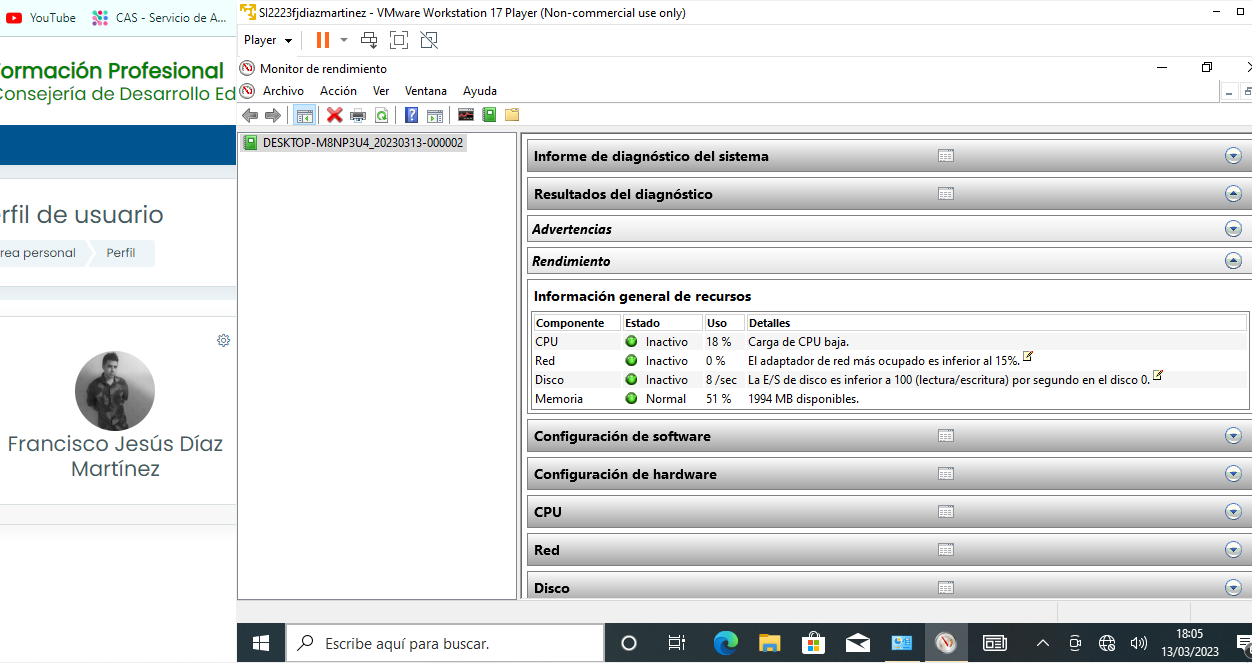 YouTube
CAS - Servicio de A...
ormación Profesional
Consejería de Desarrollo Ed
rfil de usuario
rea personal
Perfil
Francisco Jesús Díaz
Martínez
SI2223fjdiazmartinez - VMware Workstation 17 Player (Non-commercial use only)
Player
Monitor de rendimiento
Archivo Acción Ver Ventana Ayuda
DESKTOP-M8NP3U4_20230313-000002
Informe de diagnóstico del sistema
Resultados del diagnóstico
Advertencias
Rendimiento
Información general de recursos
Componente Estado Uso Detalles
CPU Inactivo 18 % Carga de CPU baja.
Red Inactivo 0 % El adaptador de red más ocupado es inferior al 15%.
Disco Inactivo 8 /sec La E/S de disco es inferior a 100 (lectura/escritura) por segundo en el disco 0.
Memoria Normal 51 % 1994 MB disponibles.
Configuración de software
Configuración de hardware
CPU
Red
Disco
Escribe aquí para buscar.
18:05
13/03/2023